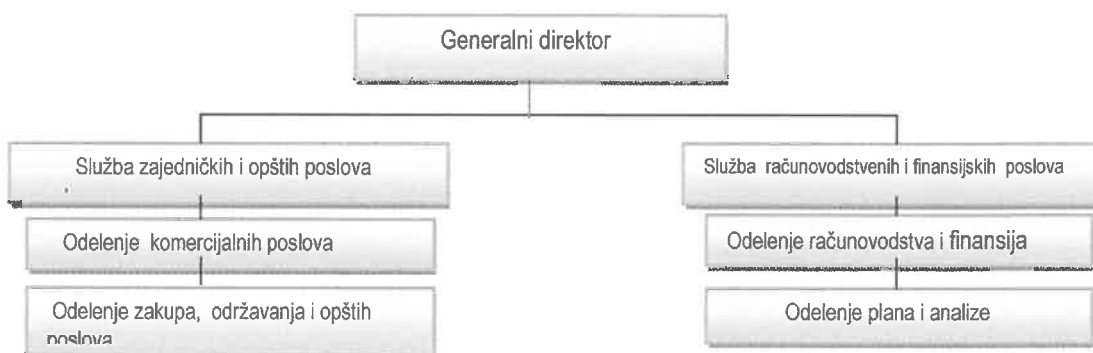 Generalni direktor
Služba zajedničkih i opštih poslova
Služba računovodstvenih i finansijskih poslova
Odelenje komercijalnih poslova
Odelenje računovodstva i finansija
Odelenje zakupa, održavanja i opštih
poslova
Odelenje plana i analize